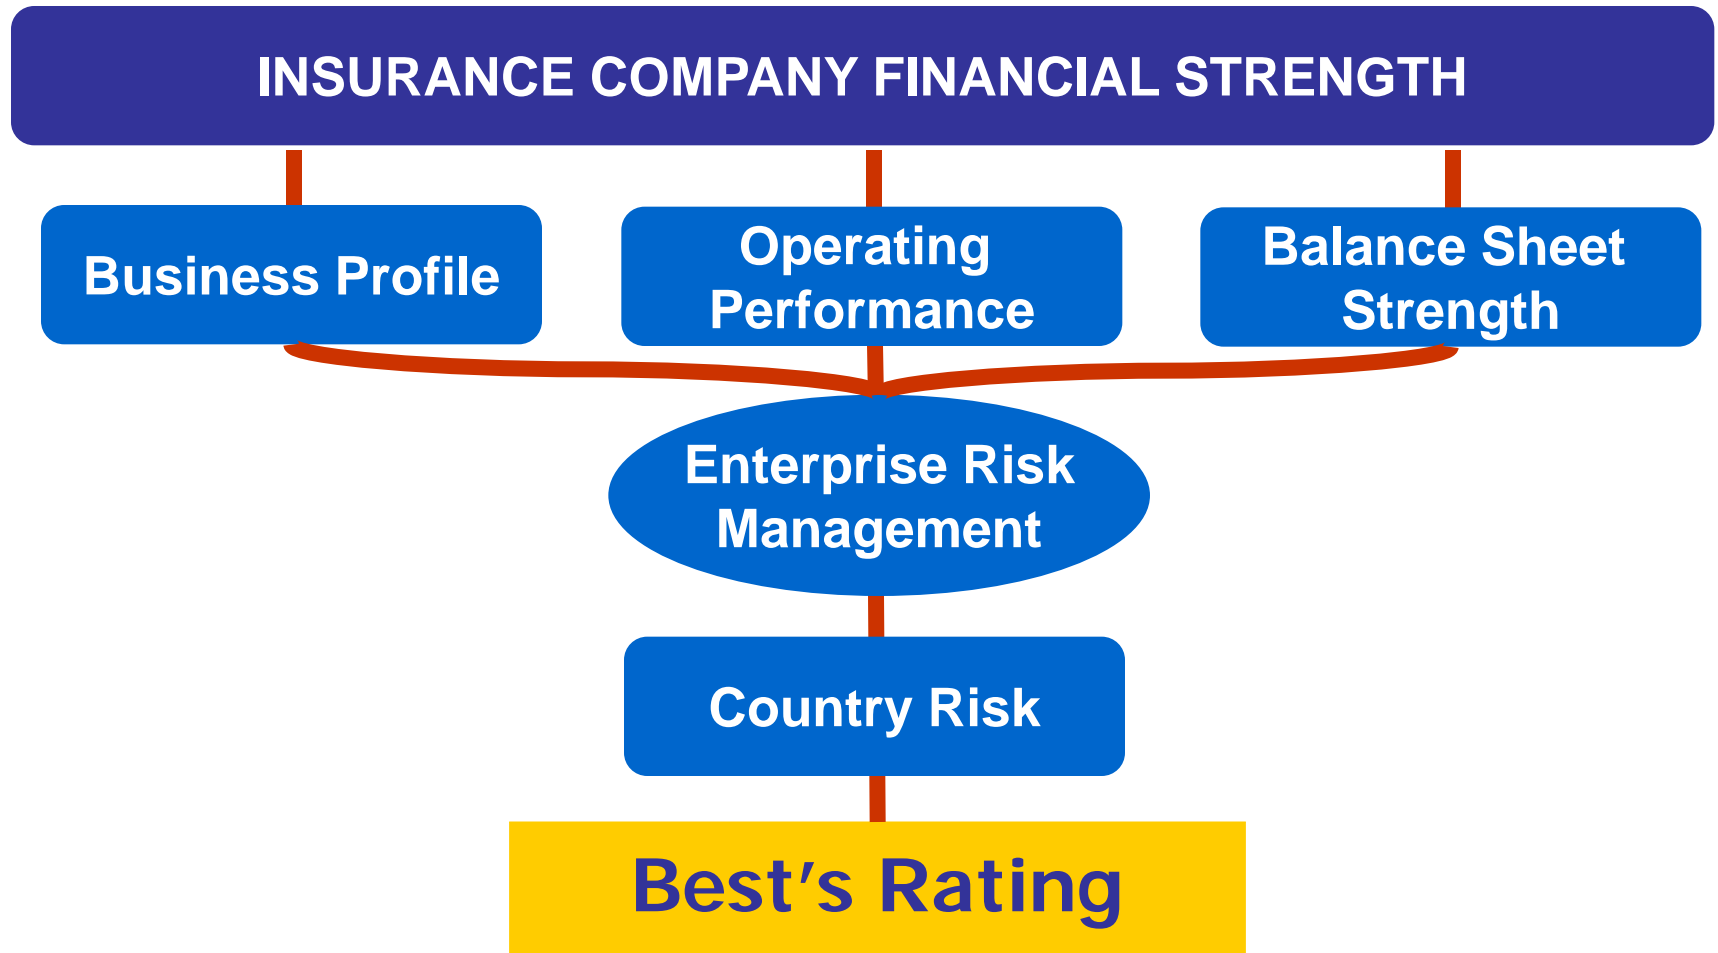 INSURANCE COMPANY FINANCIAL STRENGTH
Business Profile
Operating
Performance
Balance Sheet
Strength
Enterprise Risk
Management
Country Risk
Best's Rating